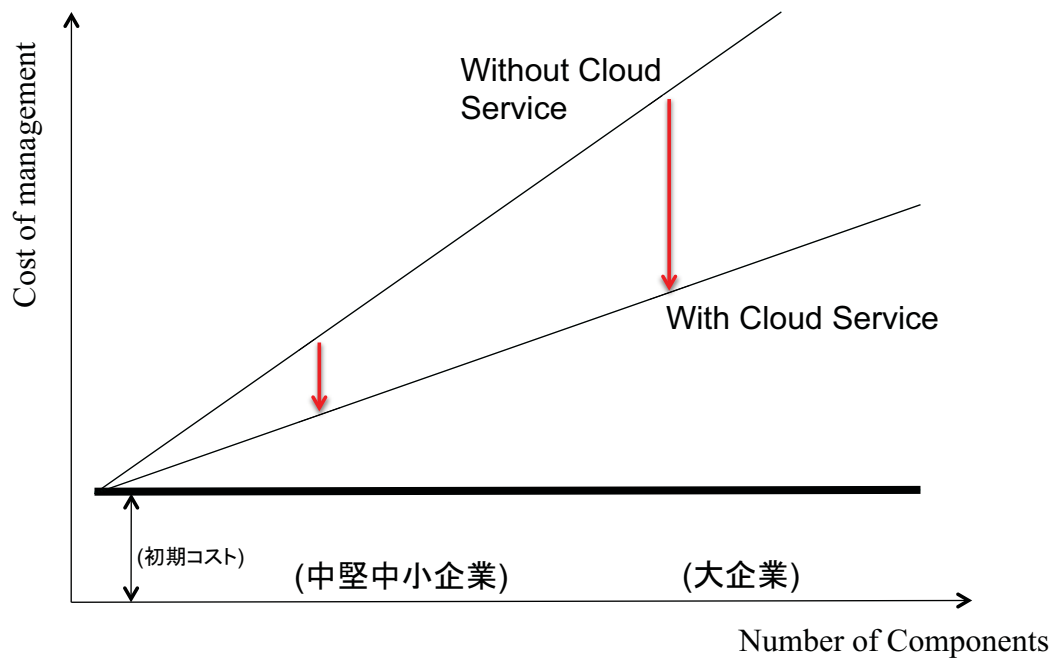 Cost of management
Without Cloud
Service
With Cloud Service
(初期コスト)
(中堅中小企業)
(大企業)
Number of Components